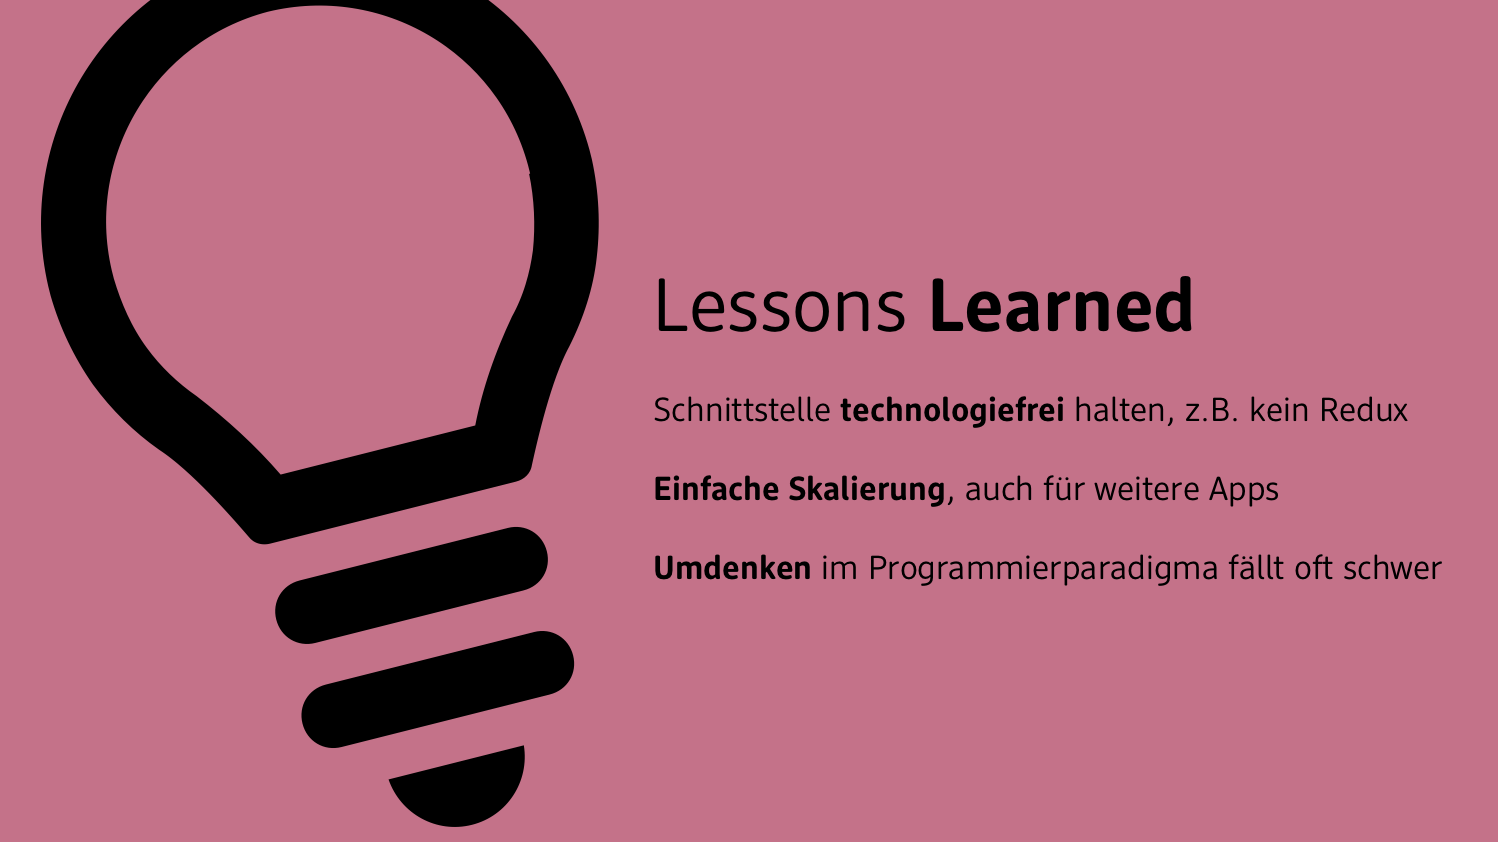 Lessons Learned
Schnittstelle technologiefrei halten, z.B. kein Redux
Einfache Skalierung, auch für weitere Apps
Umdenken im Programmierparadigma fällt oft schwer